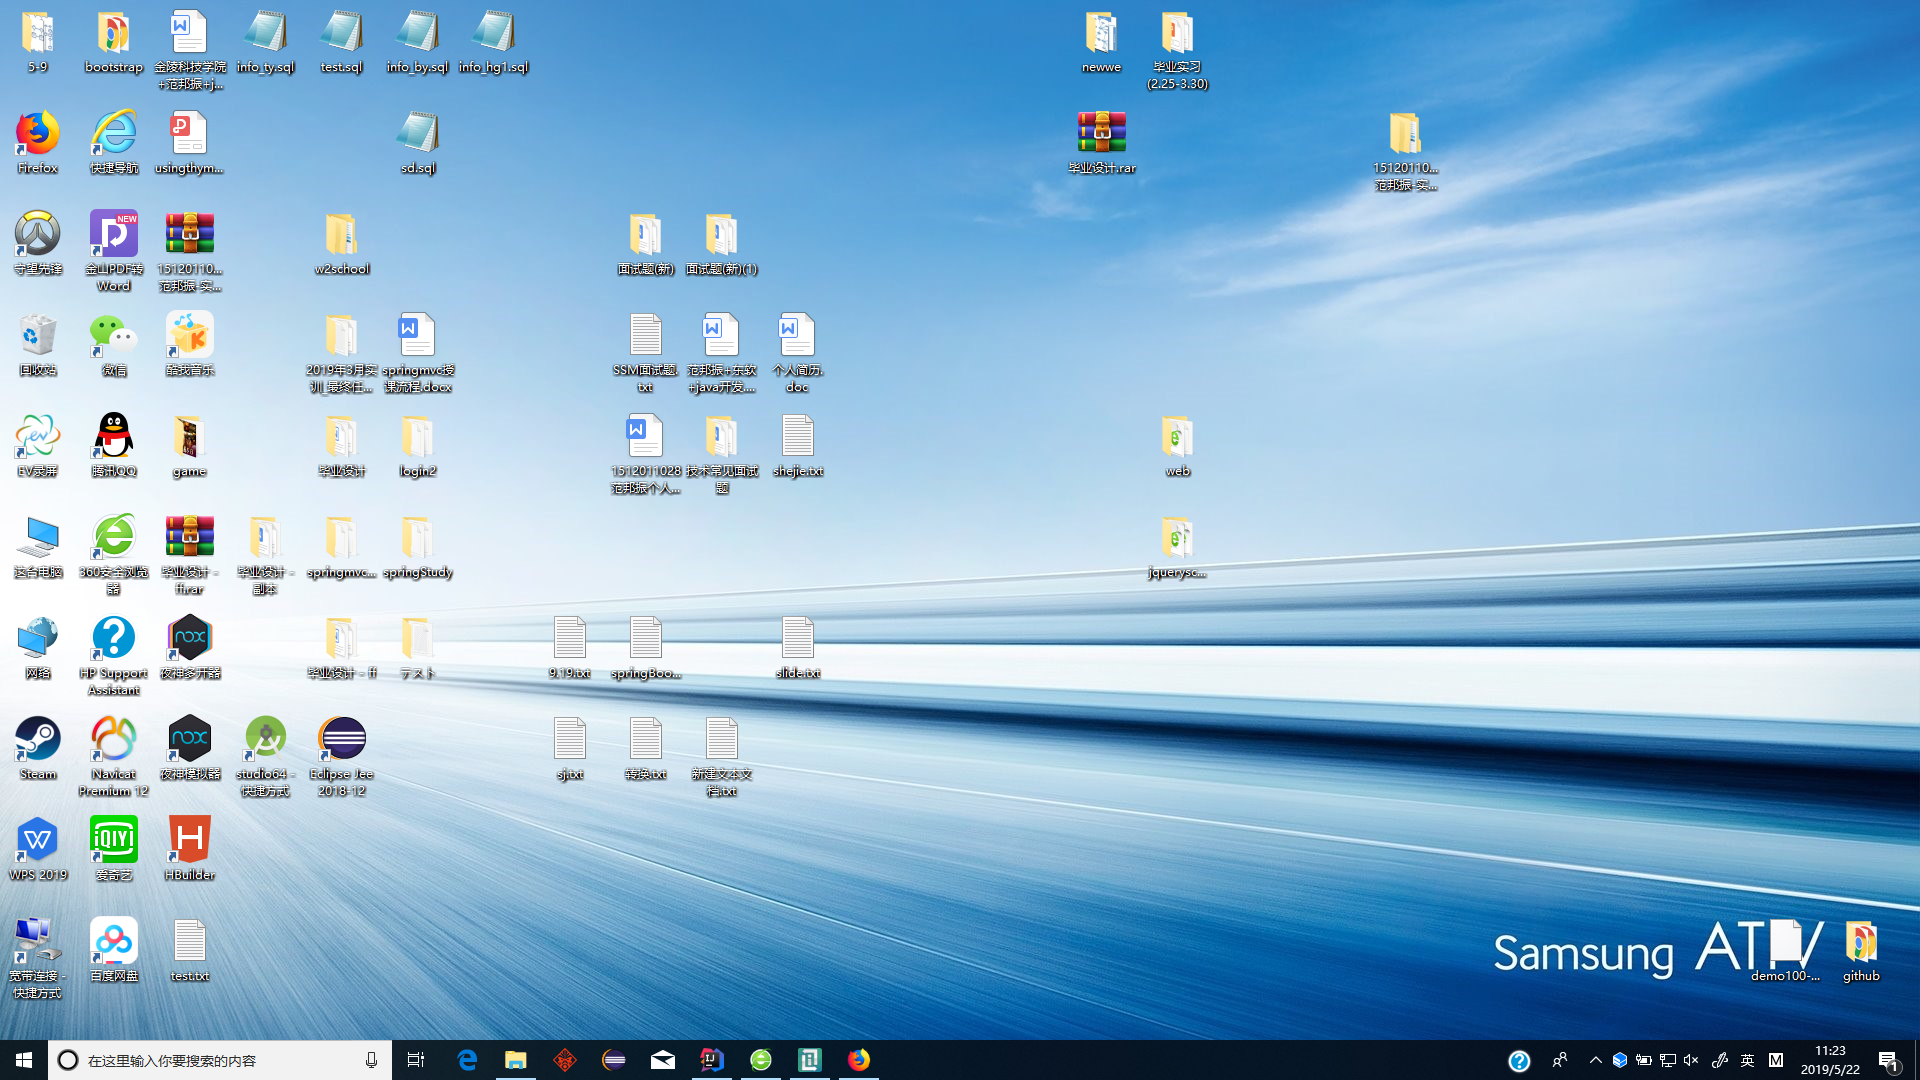 5-9
bootstrap
金陵科技学院
+范邦振+j...
info_ty.sql
test.sql
info_by.sql
info_hg1.sql
newwe
毕业实习
(2.25-3.30)
Firefox
快捷导航
usingthym...
sd.sql
毕业设计.rar
15120110...
范邦振-实...
守望先锋
金山PDF转
Word
NEW
15120110...
范邦振-实...
w2school
面试题(新)
面试题(新)(1)
回收站
微信
酷我音乐
2019年3月实
训_最终任...
springmvc授
课流程.docx
SSM面试题.
txt
范邦振+东软
+java开发....
个人简历.
doc
EV录屏
腾讯QQ
game
毕业设计
login2
1512011028
范邦振个人...
技术常见面试
题
shejie.txt
web
这台电脑
360安全浏览
器
毕业设计 -
ff.rar
毕业设计 -
副本
springmvc...
springStudy
jquerysc...
网络
HP Support
Assistant
nox
夜神多开器
毕业设计 - ff
テスト
9.19.txt
springBoo...
slide.txt
Steam
Navicat
Premium 12
nox
夜神模拟器
studio64 -
快捷方式
Eclipse Jee
2018-12
sj.txt
转换.txt
新建文本文
档.txt
WPS 2019
iQIYI
爱奇艺
HBuilder
宽带连接 -
快捷方式
百度网盘
test.txt
Samsung ATIV
demo100-...
github
在这里输入你要搜索的内容
英
M
11:23
2019/5/22
1